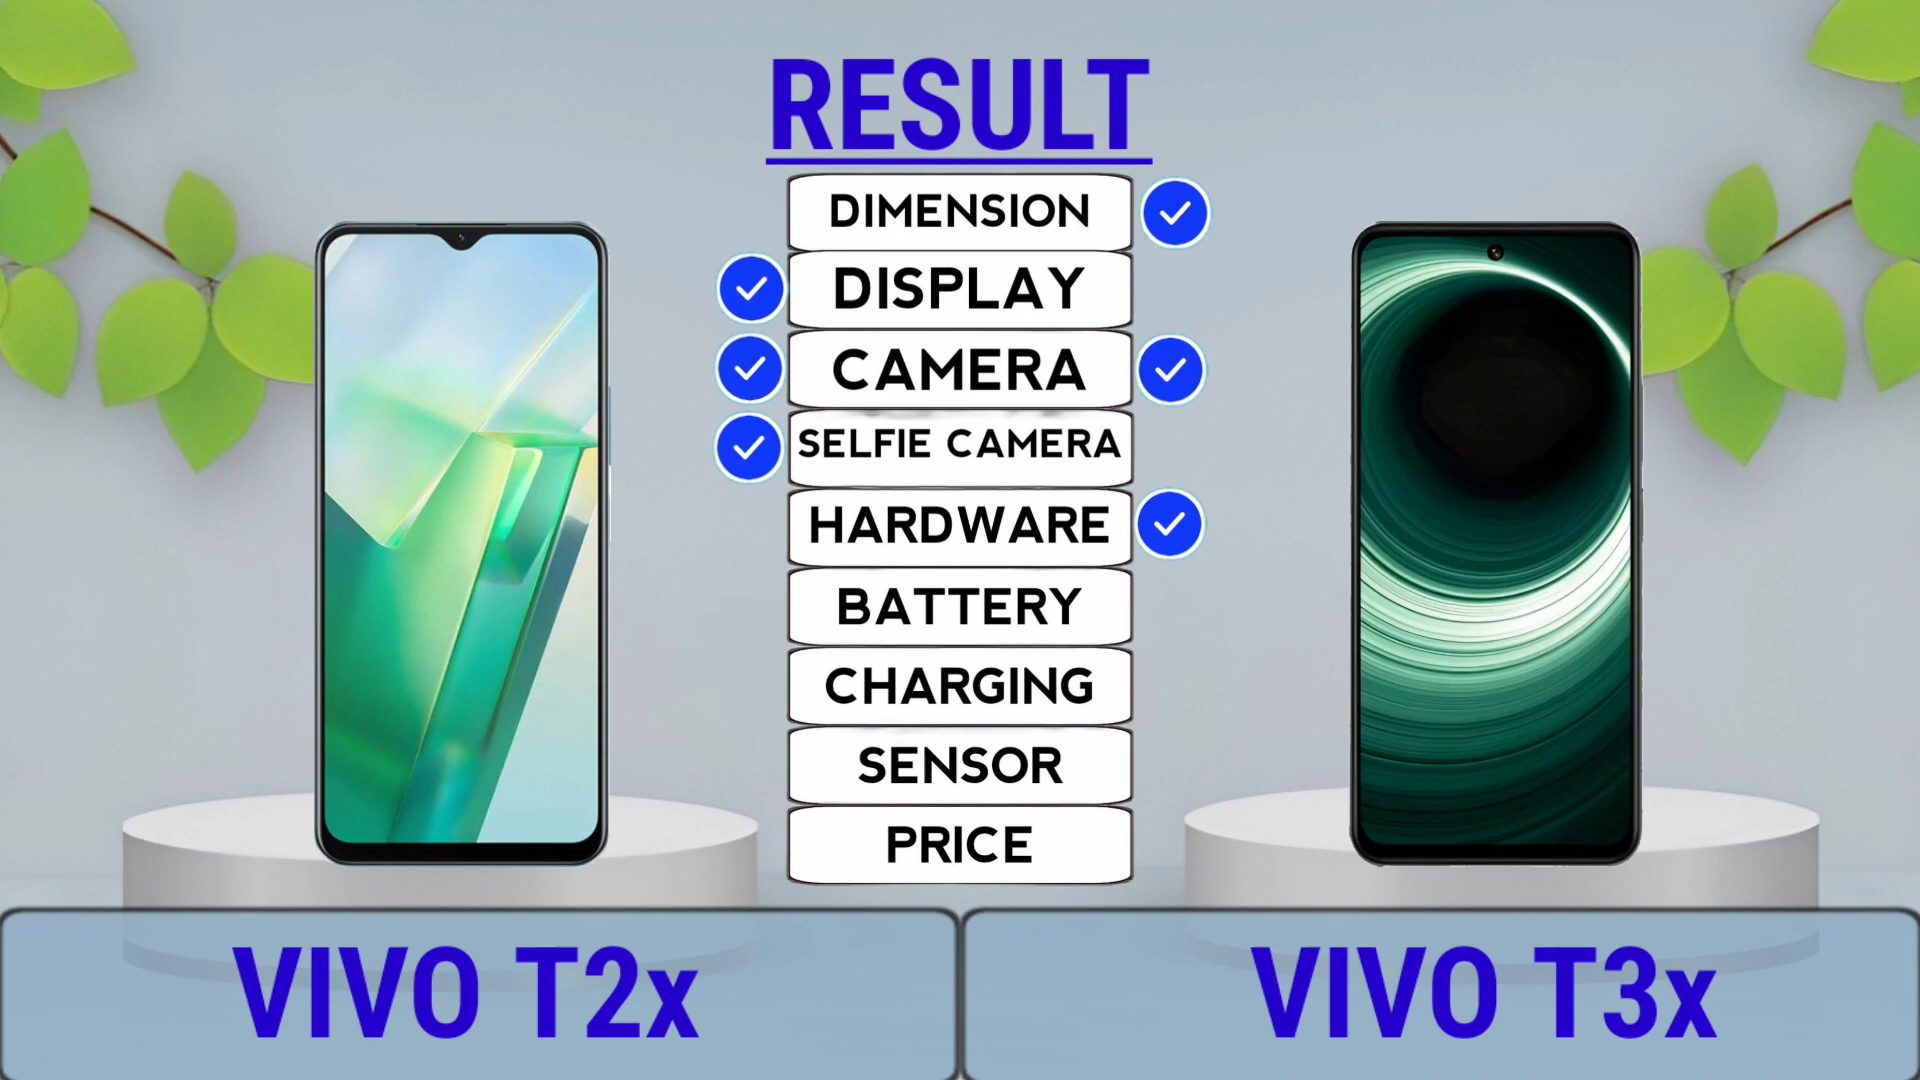 RESULT
DIMENSION
DISPLAY
CAMERA
SELFIE CAMERA
HARDWARE
BATTERY
CHARGING
SENSOR
PRICE
VIVO T2x
VIVO T3x